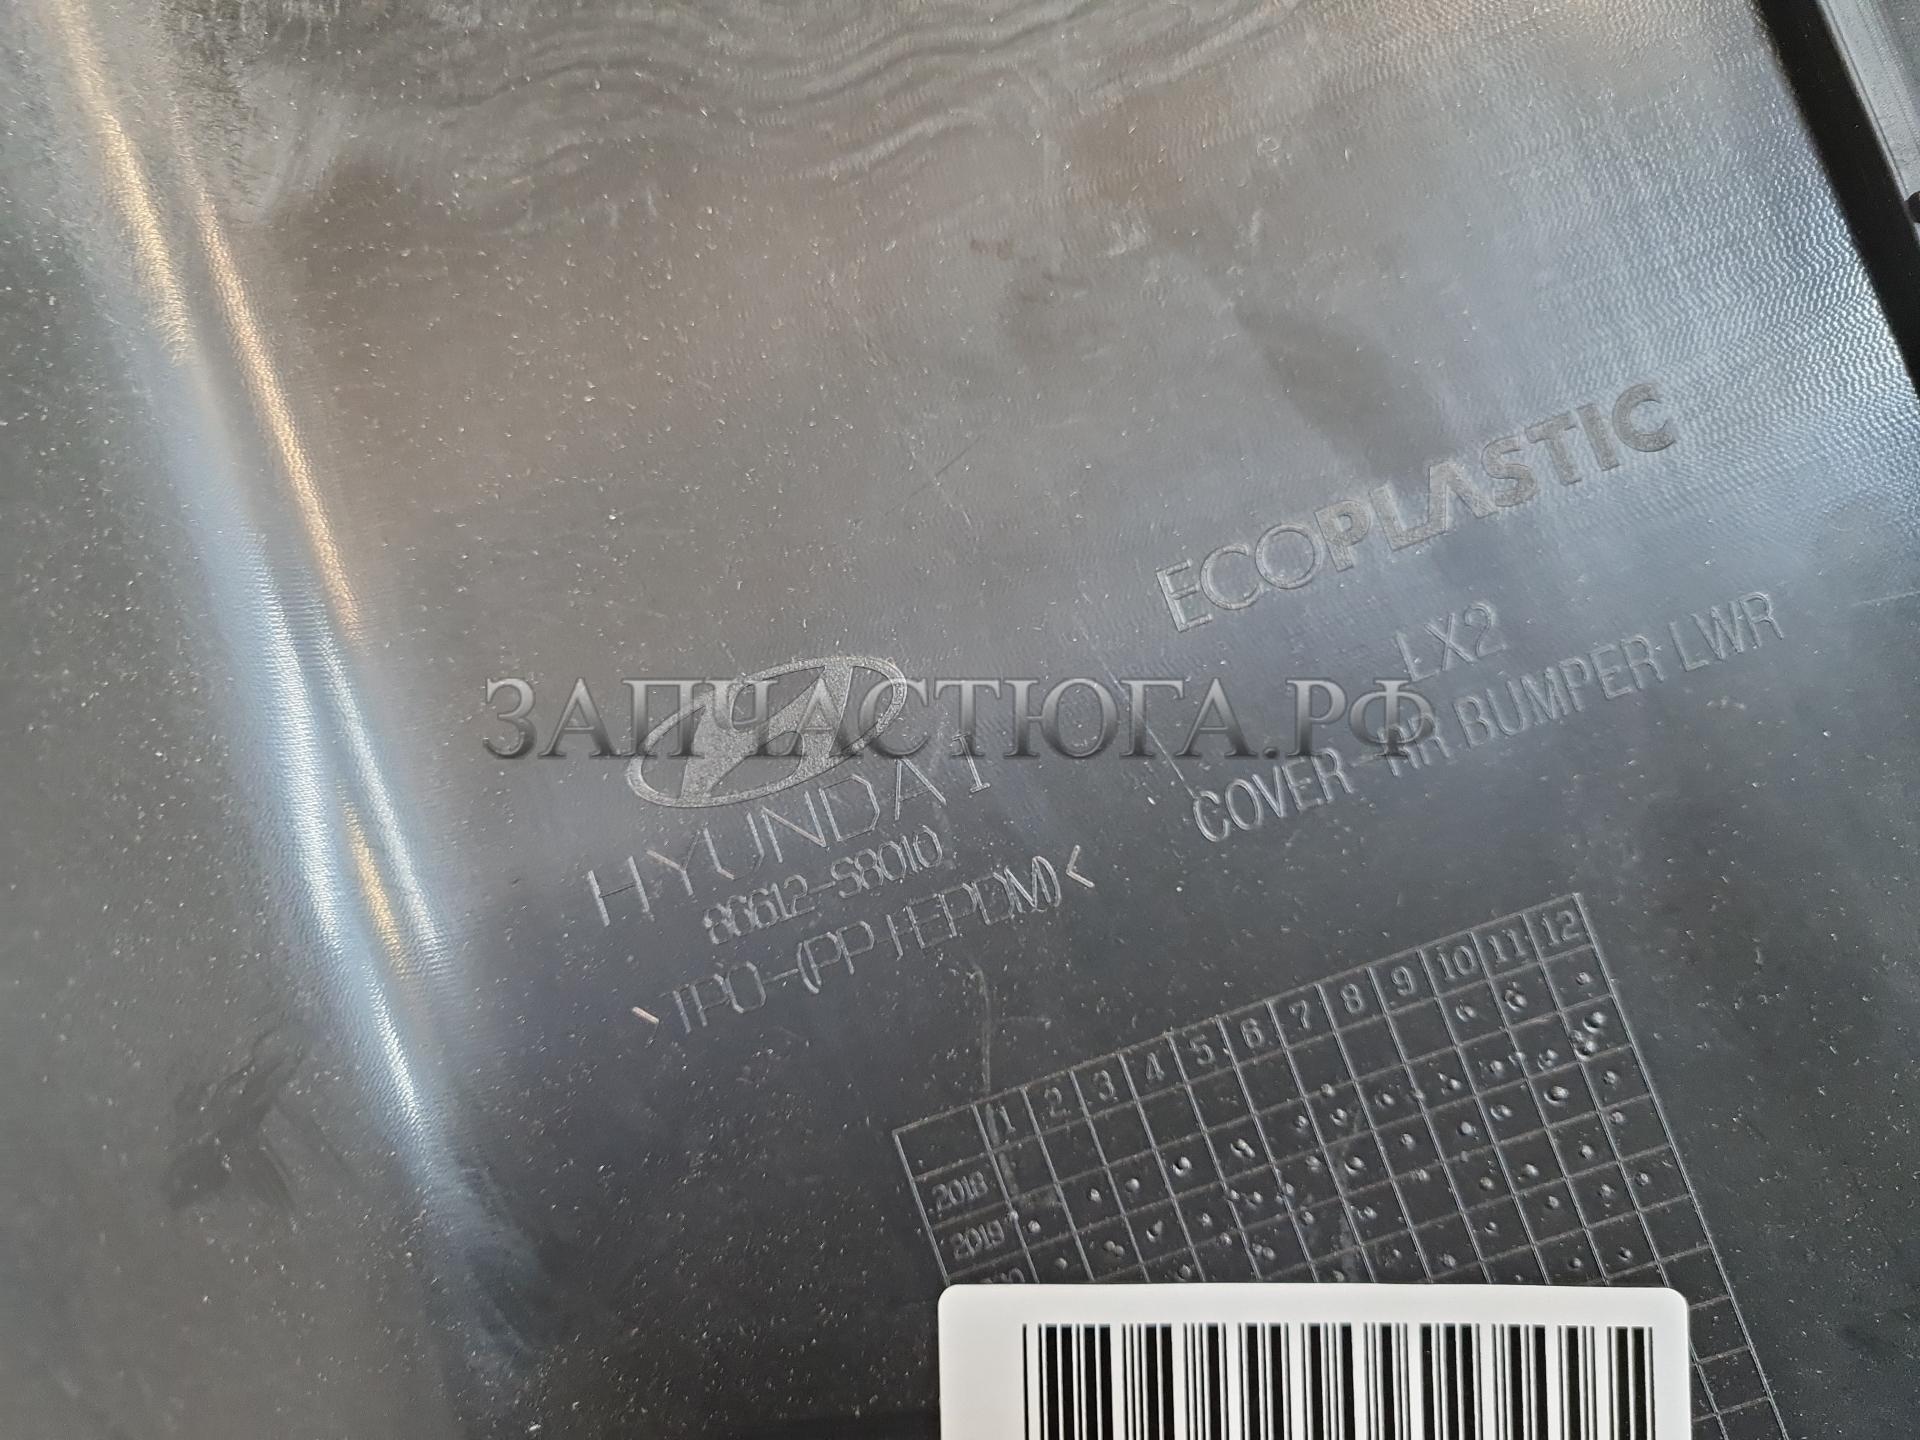 ECOPLASTIC
LX2
COVER-RR BUMPER LWR
ЗАПЧАСТЮГА.РФ
HYUNDAI
86612-S8010
>TPO-(PP+EPDM)<
1 2 3 4 5 6 7 8 9 10 11 12
2018
2019